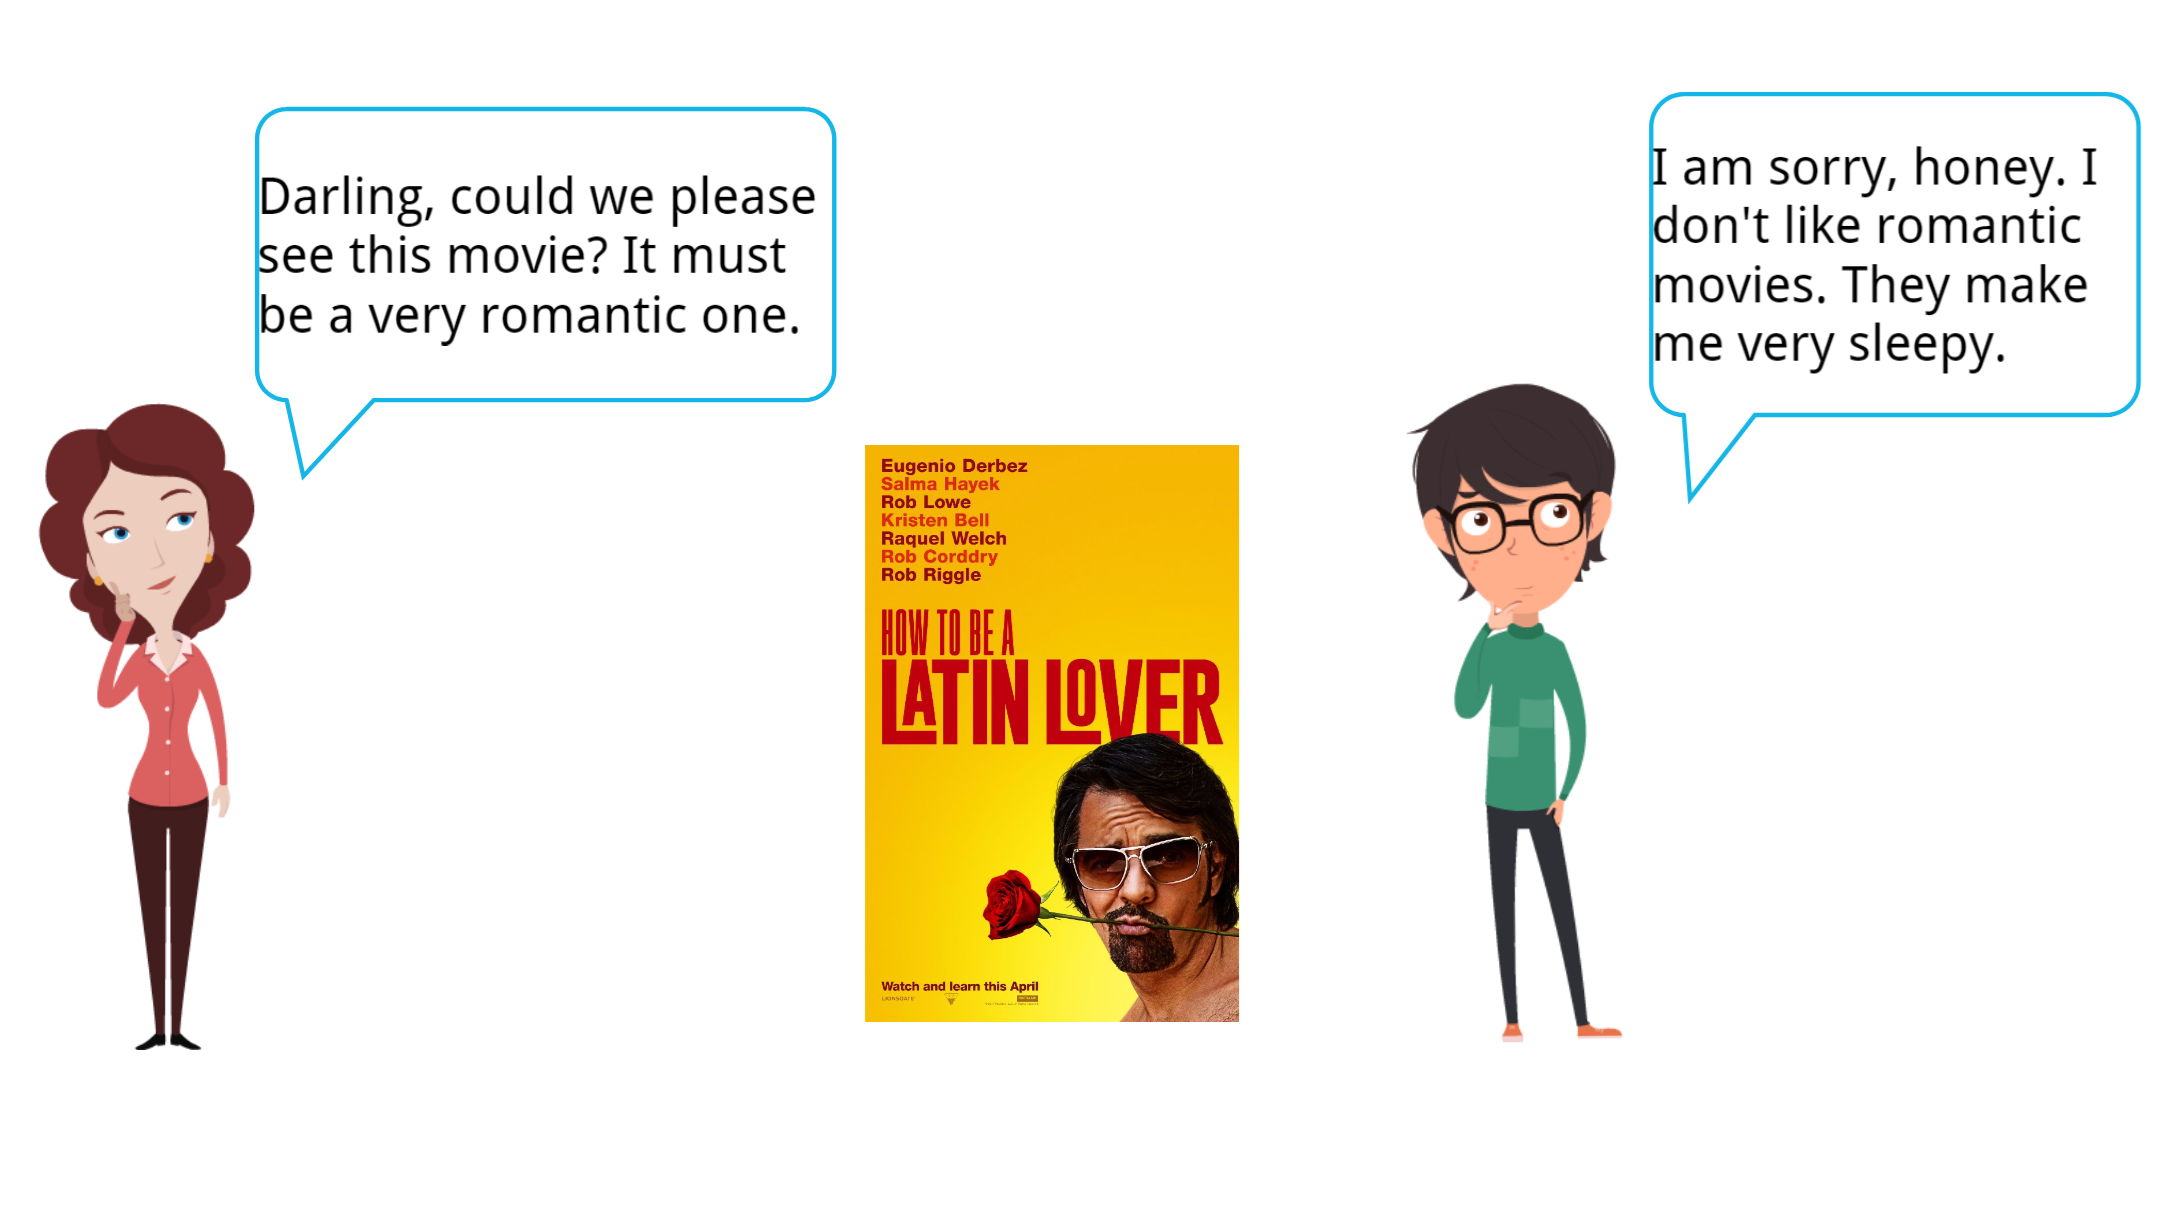 Darling, could we please
see this movie? It must
be a very romantic one.
I am sorry, honey. I
don't like romantic
movies. They make
me very sleepy.
Eugenio Derbez
Salma Hayek
Rob Lowe
Kristen Bell
Raquel Welch
Rob Corddry
Rob Riggle
HOW TO BE A
LATIN LOVER
Watch and learn this April
LIONSGATE